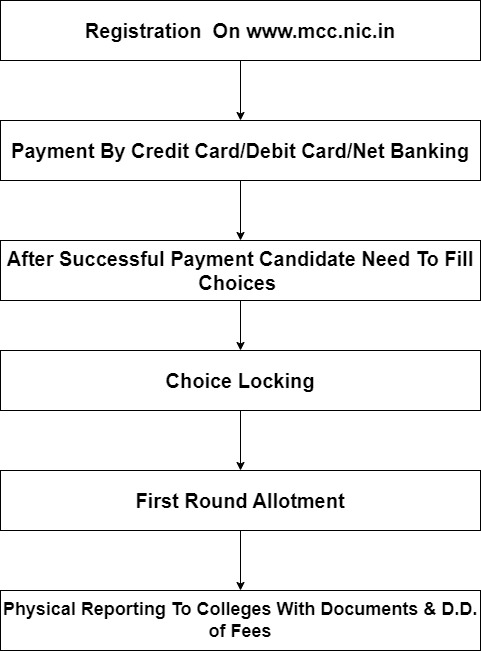 Registration On www.mcc.nic.in
Payment By Credit Card/Debit Card/Net Banking
After Successful Payment Candidate Need To Fill
Choices
Choice Locking
First Round Allotment
Physical Reporting To Colleges With Documents & D.D.
of Fees